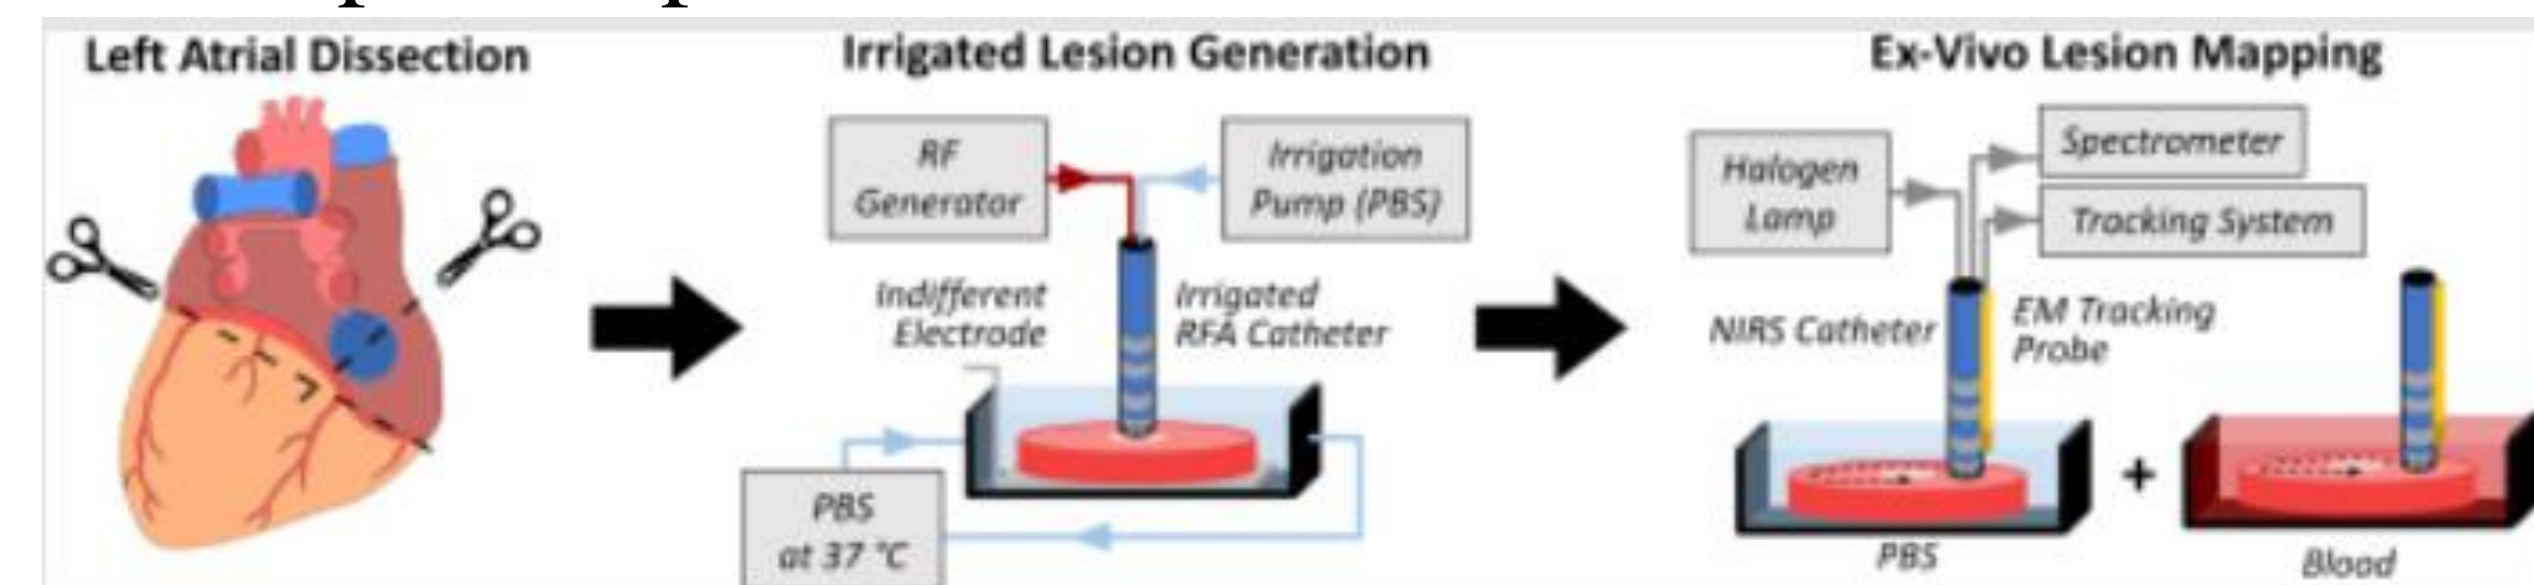 Left Atrial Dissection
Irrigated Lesion Generation
Ex-Vivo Lesion Mapping
RF
Generator
Irrigation
Pump (PBS)
Indifferent
Electrode
Irrigated
RFA Catheter
PBS
at 37 °C
Halogen
Lamp
Spectrometer
Tracking System
NIRS Catheter
EM Tracking
Probe
PBS
+
Blood